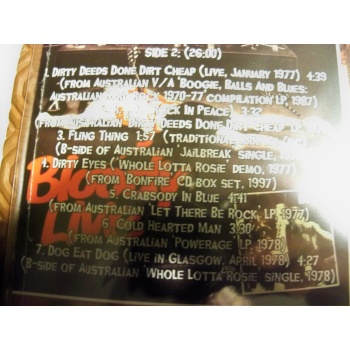 SIDE 2: (26:00)
1. DIRTY DEEDS DONE DIRT CHEAP (LIVE, JANUARY 1977) 4:39
(FROM AUSTRALIAN V/A 'BOOGIE, BALLS AND BLUES:
AUSTRALIAN ROCK 1970-77 COMPILATION' LP, 1987)
ROCK IN PEACE)
(FROM AUSTRALIAN DEEDS DONE DIRT CHEAP' LP
3. FLING THING 1:57 (TRADITIONAL
(B-SIDE OF AUSTRALIAN 'JAILBREAK' SINGLE,
4. DIRTY EYES ('WHOLE LOTTA ROSIE' DEMO, 1977)
(FROM 'BONFIRE' CD BOX SET, 1997)
5. CRABSODY IN BLUE 4:41
(FROM AUSTRALIAN 'LET THERE BE ROCK' LP, 1977)
6. COLD HEARTED MAN 3:30
(FROM AUSTRALIAN 'POWERAGE' LP, 1978)
7. DOG EAT DOG (LIVE IN GLASGOW, APRIL 1978) 4:27
(B-SIDE OF AUSTRALIAN 'WHOLE LOTTA ROSIE' SINGLE, 1978)